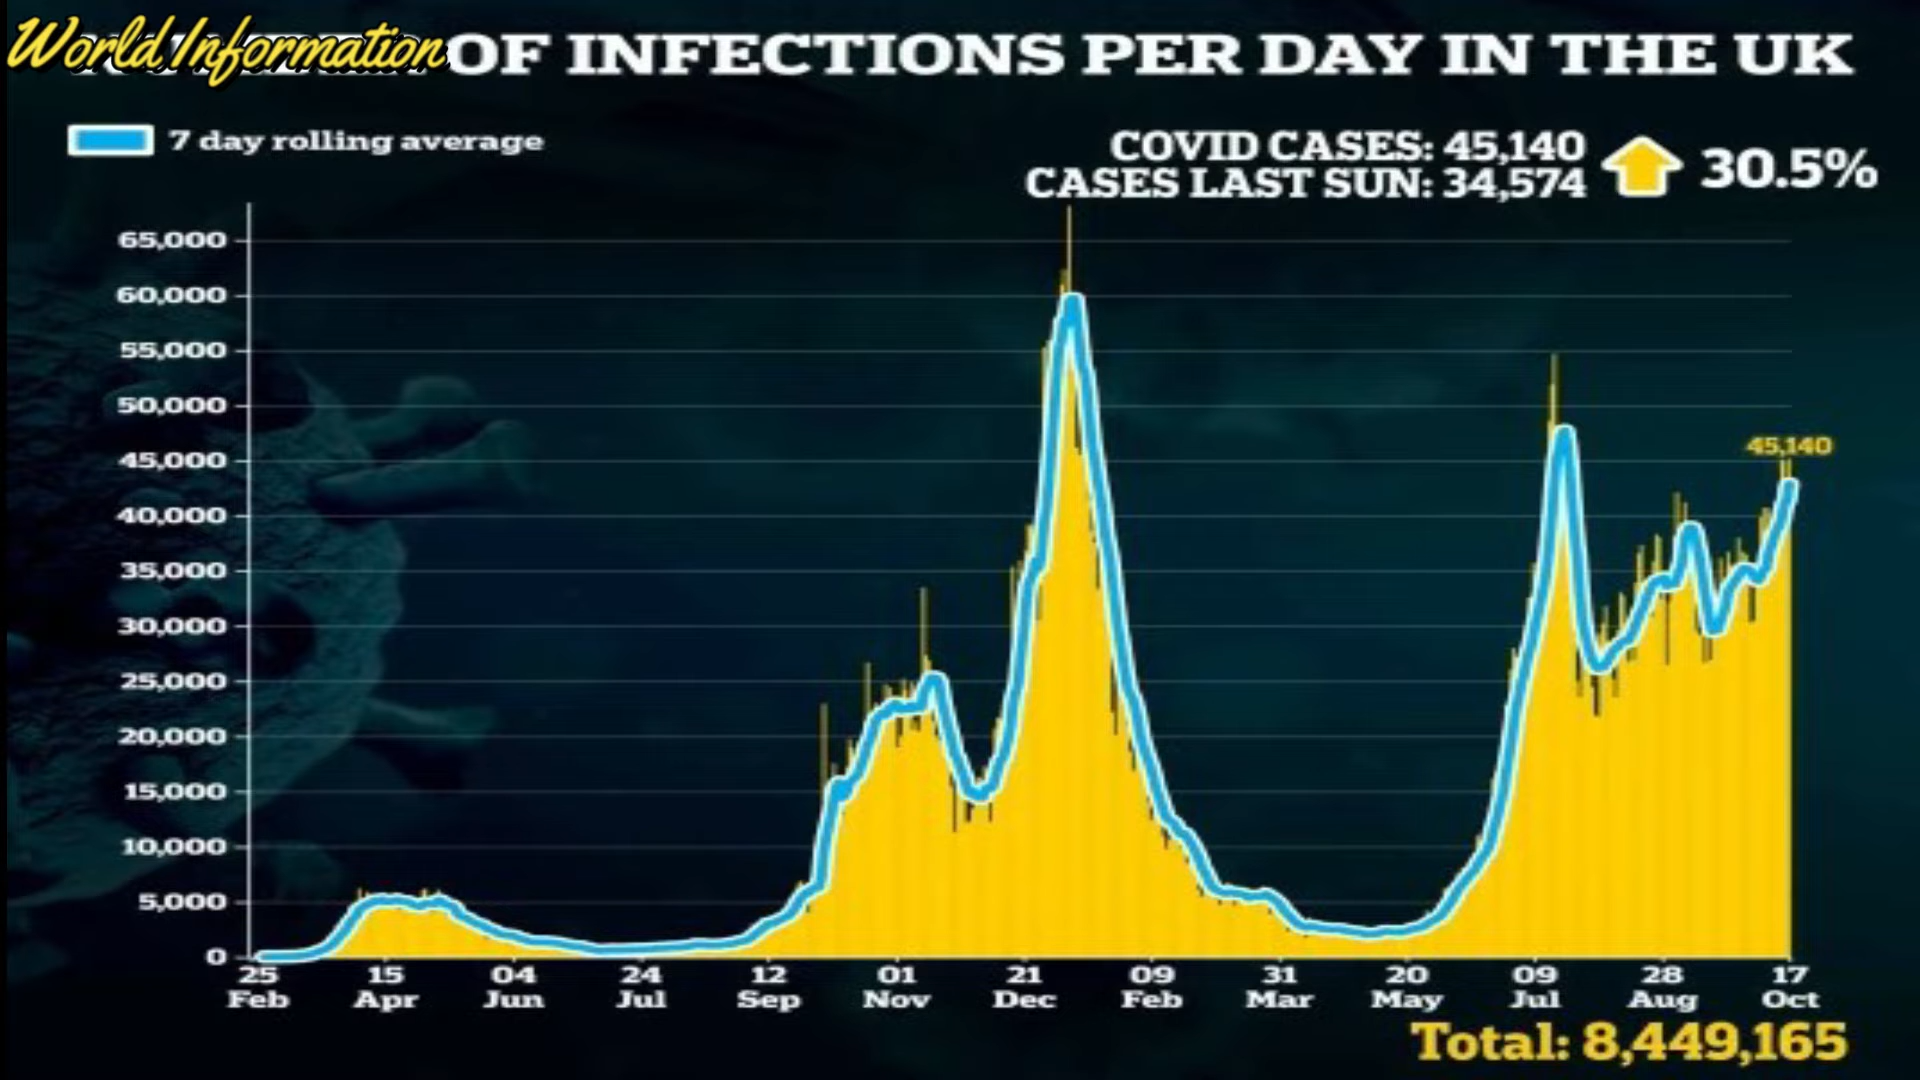 World Information OF INFECTIONS PER DAY IN THE UK
7 day rolling average
COVID CASES: 45,140
CASES LAST SUN: 34,574
30.5%
65,000
60,000
55,000
50,000
45,000
45,140
40,000
35,000
30,000
25,000
20,000
15,000
10,000
5,000
0
25 15 04 24 12 01 21 09 31 20 09 28 17
Feb Apr Jun Jul Sep Nov Dec Feb Mar May Jul Aug Oct
Total: 8,449,165